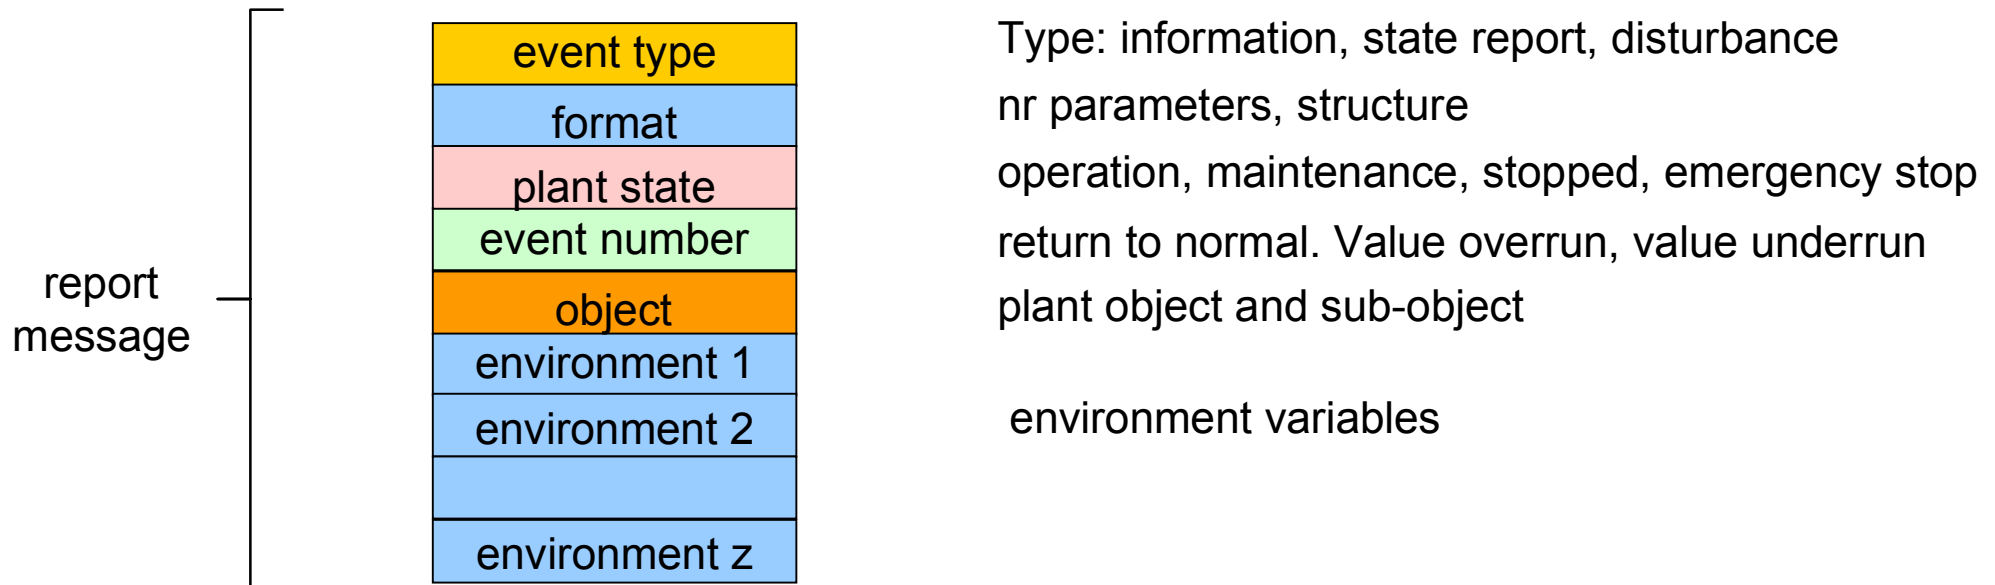 event type
Type: information, state report, disturbance
format
nr parameters, structure
plant state
operation, maintenance, stopped, emergency stop
event number
return to normal. Value overrun, value underrun
report
message
object
plant object and sub-object
environment 1
environment 2
environment variables
environment z